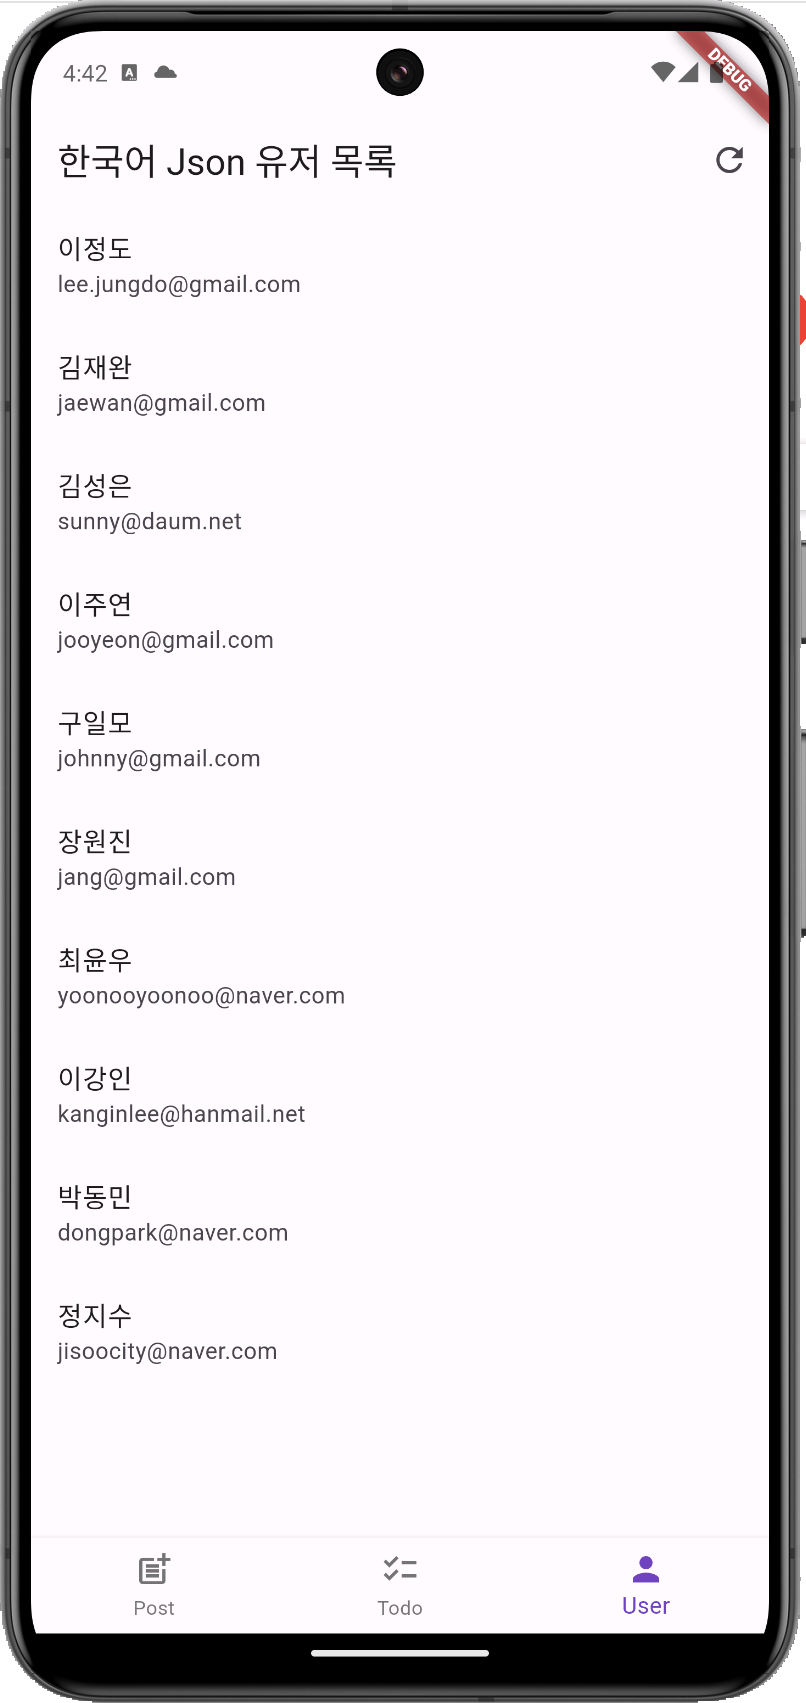 4:42
DEBUG
한국어 Json 유저 목록
이정도
lee.jungdo@gmail.com
김재완
jaewan@gmail.com
김성은
sunny@daum.net
이주연
jooyeon@gmail.com
구일모
johnny@gmail.com
장원진
jang@gmail.com
최윤우
yoonooyoonoo@naver.com
이강인
kanginlee@hanmail.net
박동민
dongpark@naver.com
정지수
jisoocity@naver.com
Post
Todo
User